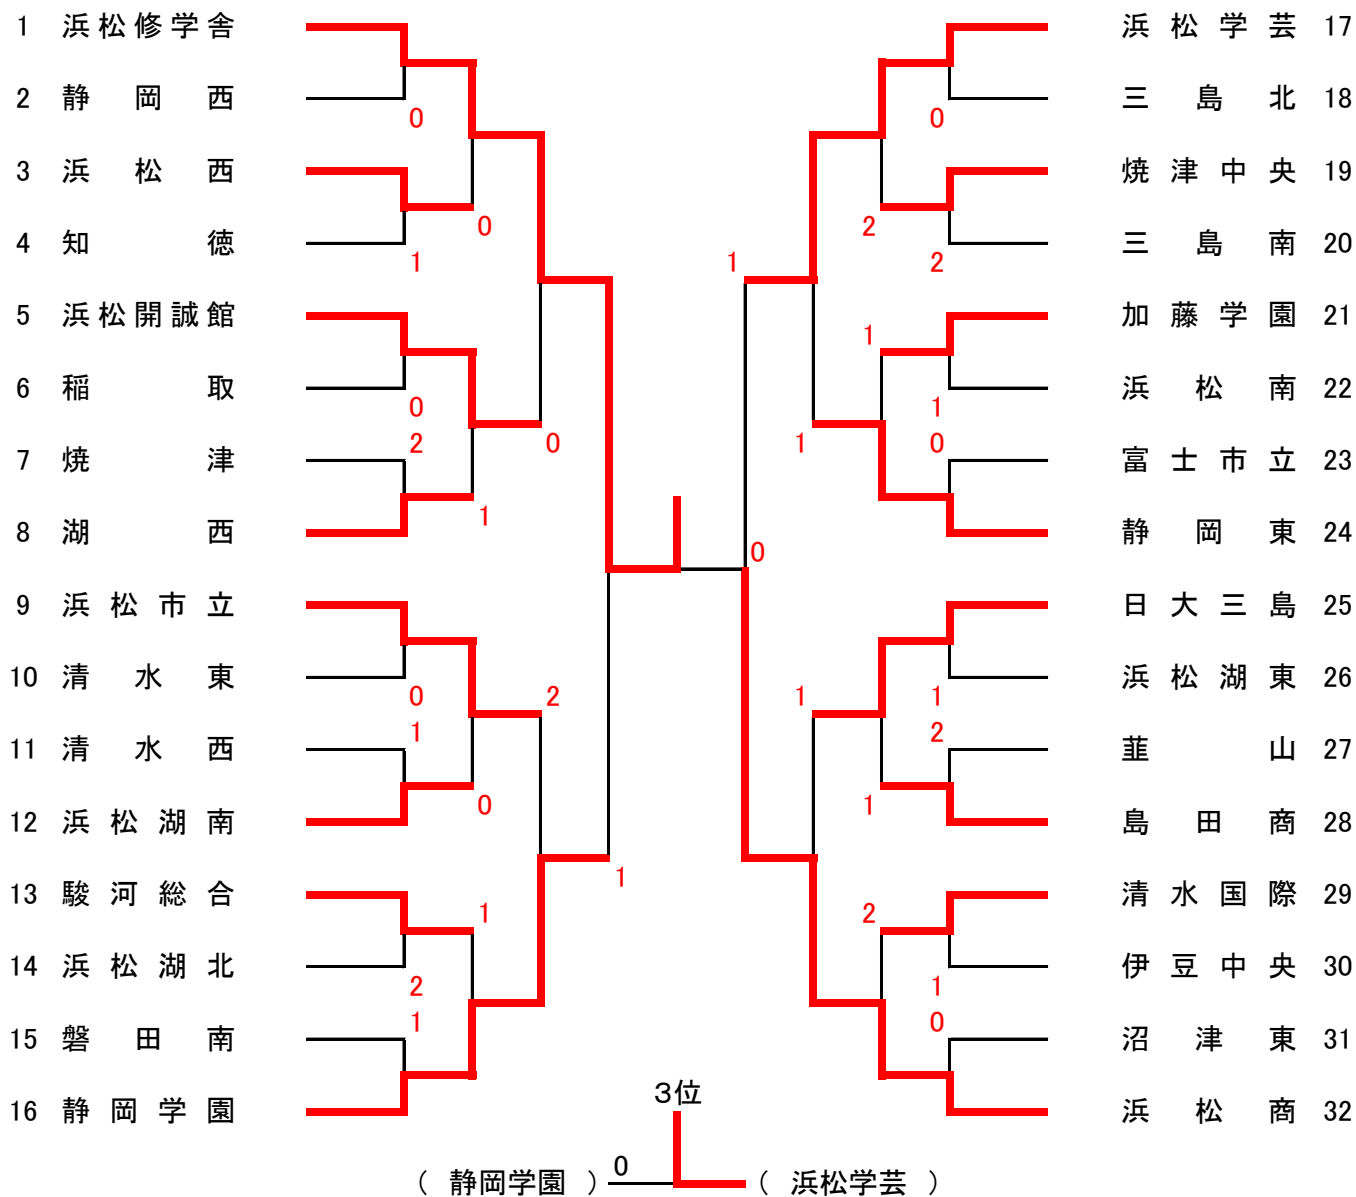 1 浜松修学舎
浜松学芸 17
2 静岡西
三島北 18
0
0
3 浜松西
焼津中央 19
0
2
4 知徳
三島南 20
1
1
2
5 浜松開誠館
加藤学園 21
1
6 稲取
浜松南 22
0
1
2
0
1
0
7 焼津
富士市立 23
1
8 湖西
静岡東 24
0
9 浜松市立
日大三島 25
10 清水東
浜松湖東 26
0
2
1
1
1
2
11 清水西
韮山 27
0
1
12 浜松湖南
島田商 28
1
13 駿河総合
清水国際 29
1
2
14 浜松湖北
伊豆中央 30
2
1
1
0
15 磐田南
沼津東 31
3位
16 静岡学園
浜松商 32
0
( 静岡学園 )
( 浜松学芸 )